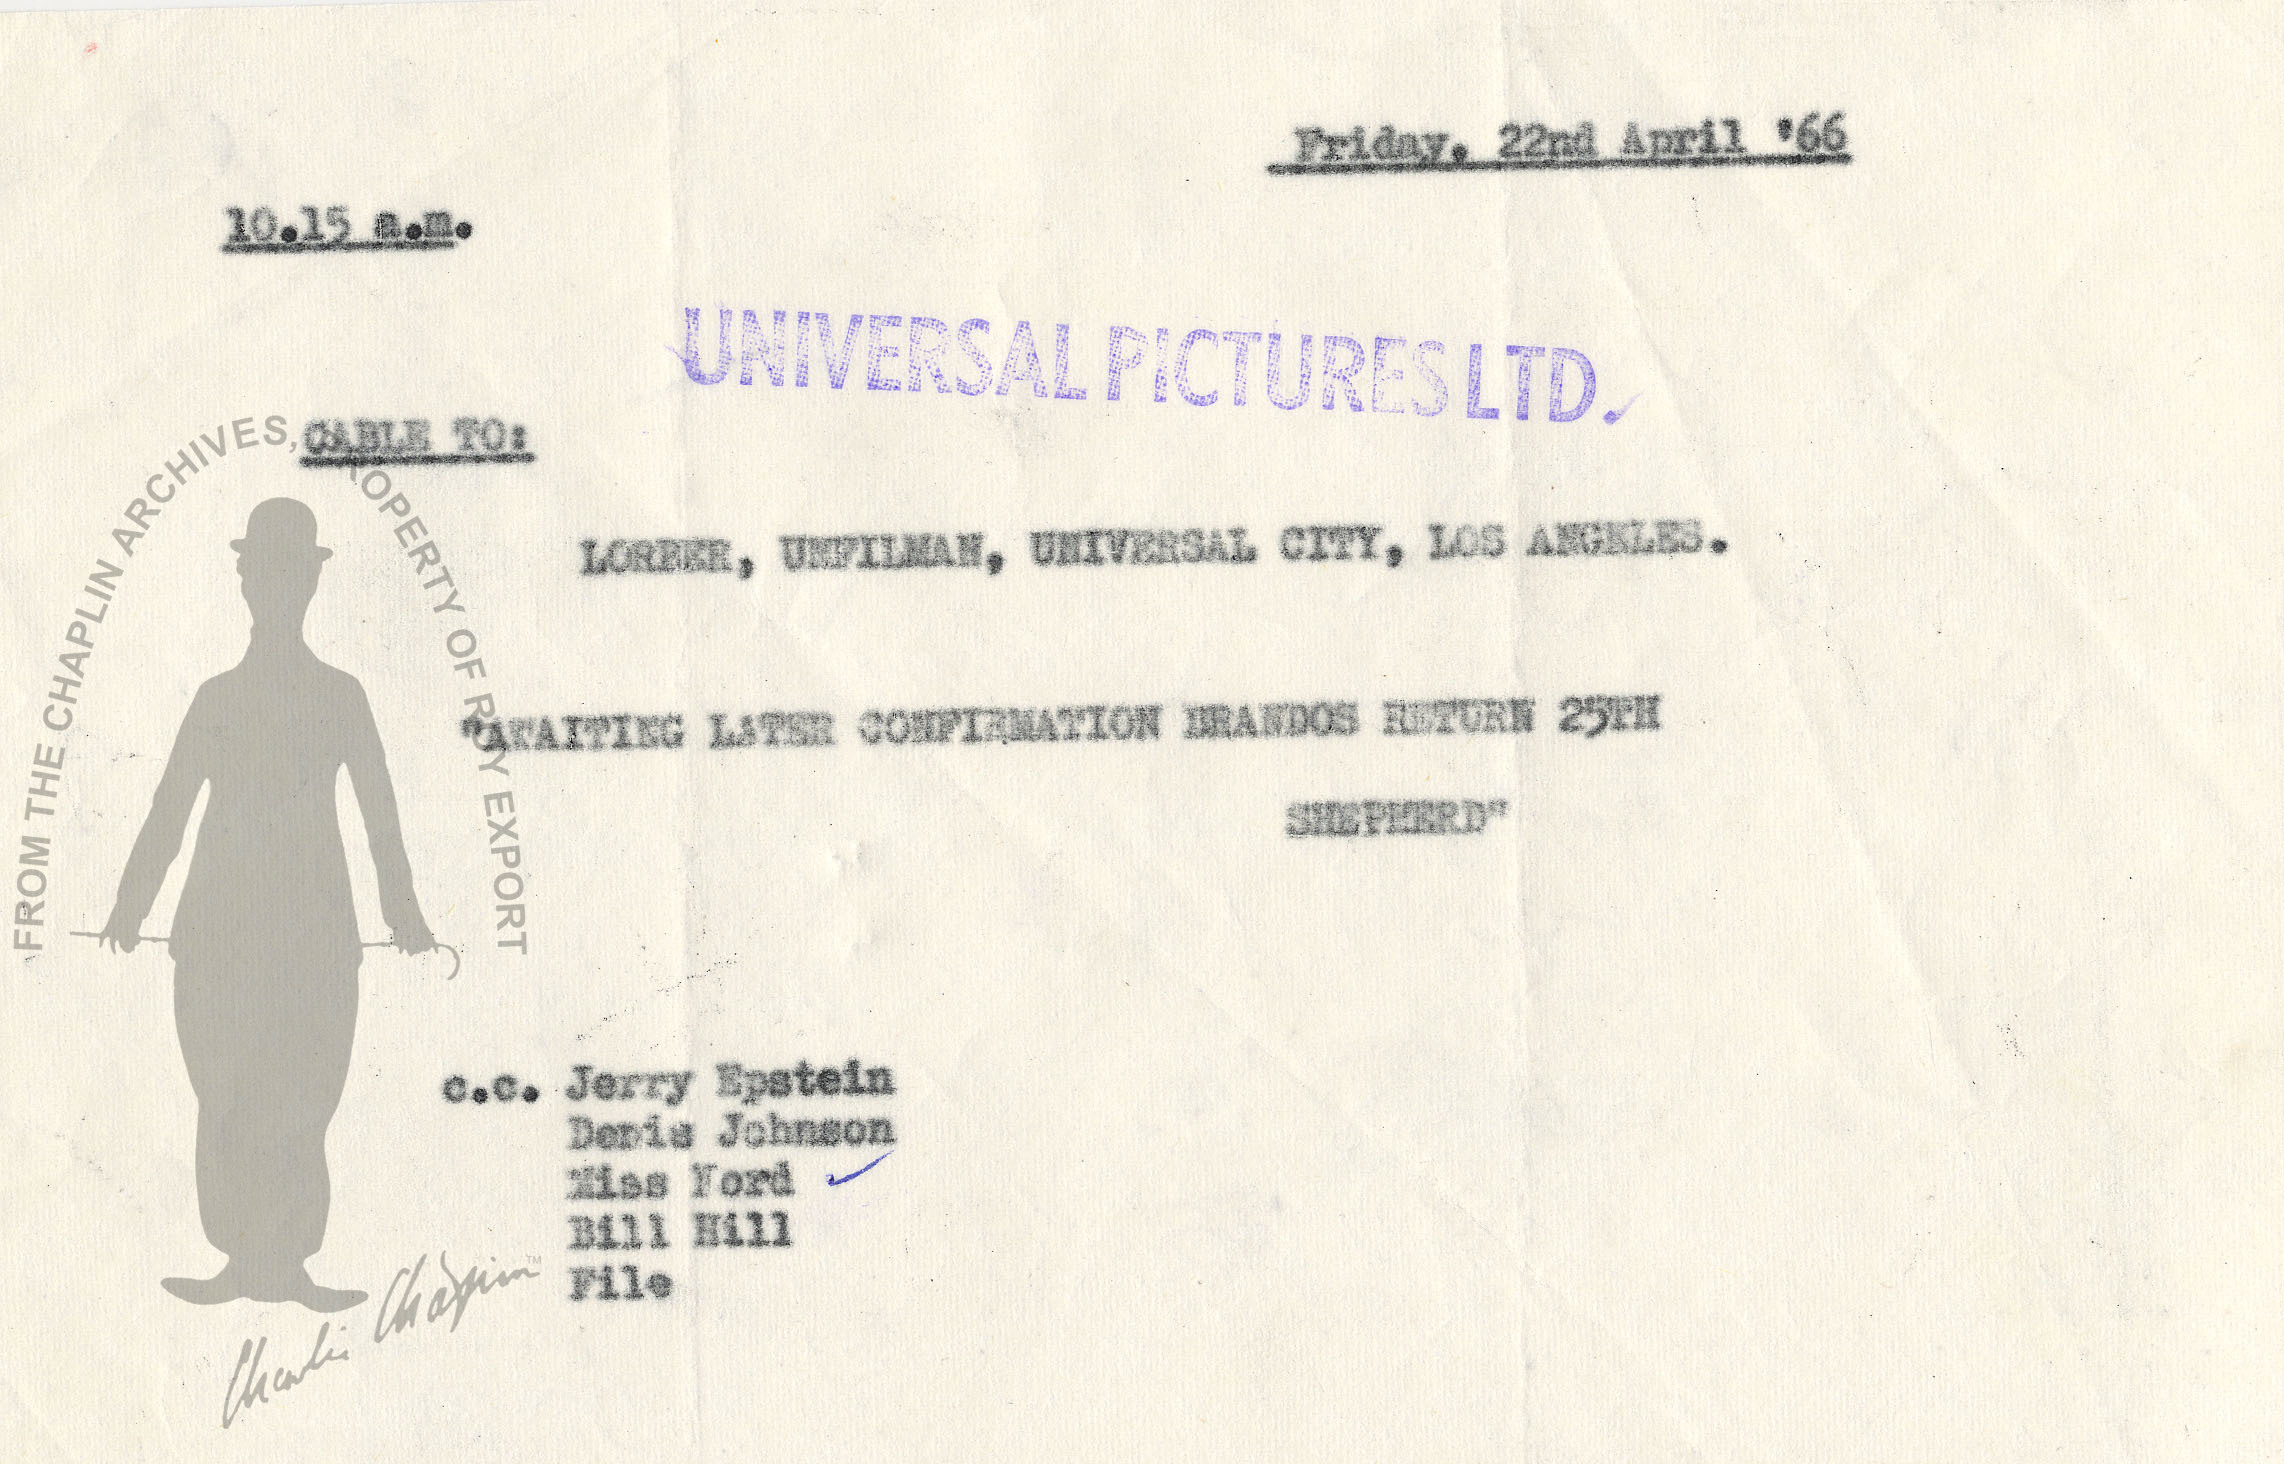 Friday. 22nd April '66
10.15 a.m.
UNIVERSAL PICTURES LTD.
CABLE TO:
LORBER, UNFILMAN, UNIVERSAL CITY, LOS ANGELES.
"AWAITING LATER CONFIRMATION BRANDOS RETURN 25TH
SHEPHERD"
c.c. Jerry Epstein
Denis Johnson
Miss Ford
Bill Hill
File
FROM THE CHAPLIN ARCHIVES, PROPERTY OF ROY EXPORT
Charlie Chaplin™